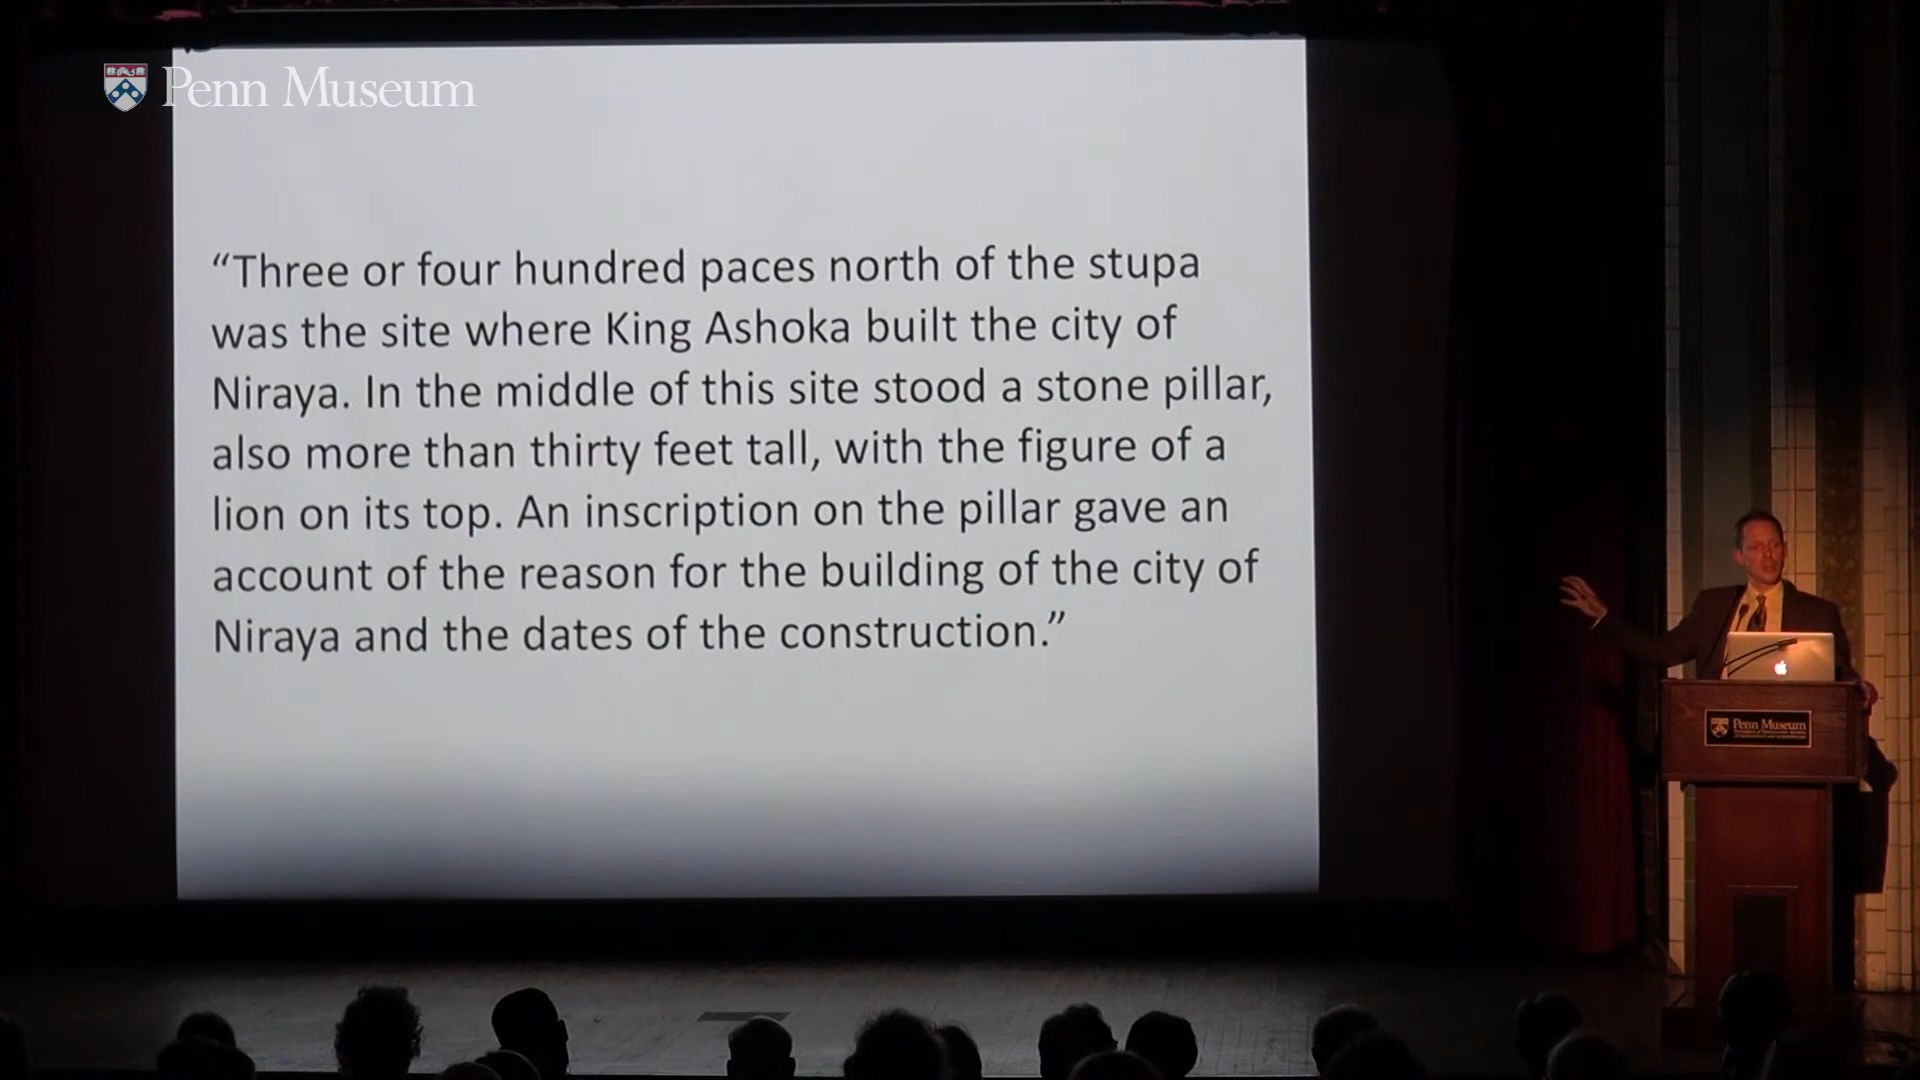 Penn Museum
“Three or four hundred paces north of the stupa
was the site where King Ashoka built the city of
Niraya. In the middle of this site stood a stone pillar,
also more than thirty feet tall, with the figure of a
lion on its top. An inscription on the pillar gave an
account of the reason for the building of the city of
Niraya and the dates of the construction.”
Penn Museum